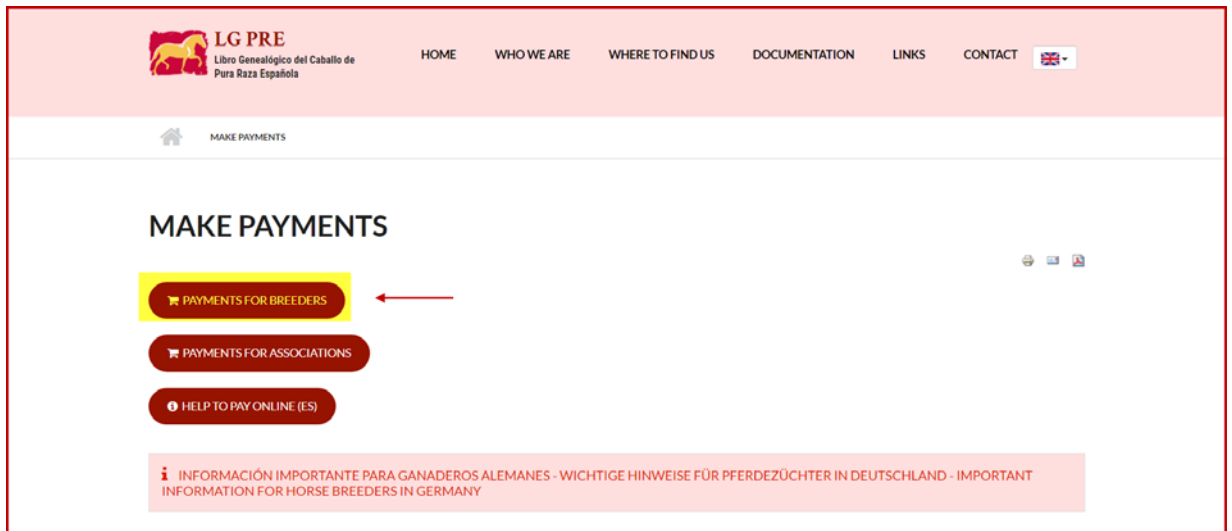 LG PRE
Libro Genealógico del Caballo de
Pura Raza Española
HOME WHO WE ARE WHERE TO FIND US DOCUMENTATION LINKS CONTACT
MAKE PAYMENTS
MAKE PAYMENTS
PAYMENTS FOR BREEDERS
PAYMENTS FOR ASSOCIATIONS
HELP TO PAY ONLINE (ES)
INFORMACIÓN IMPORTANTE PARA GANADEROS ALEMANES - WICHTIGE HINWEISE FÜR PFERDEZÜCHTER IN DEUTSCHLAND - IMPORTANT
INFORMATION FOR HORSE BREEDERS IN GERMANY